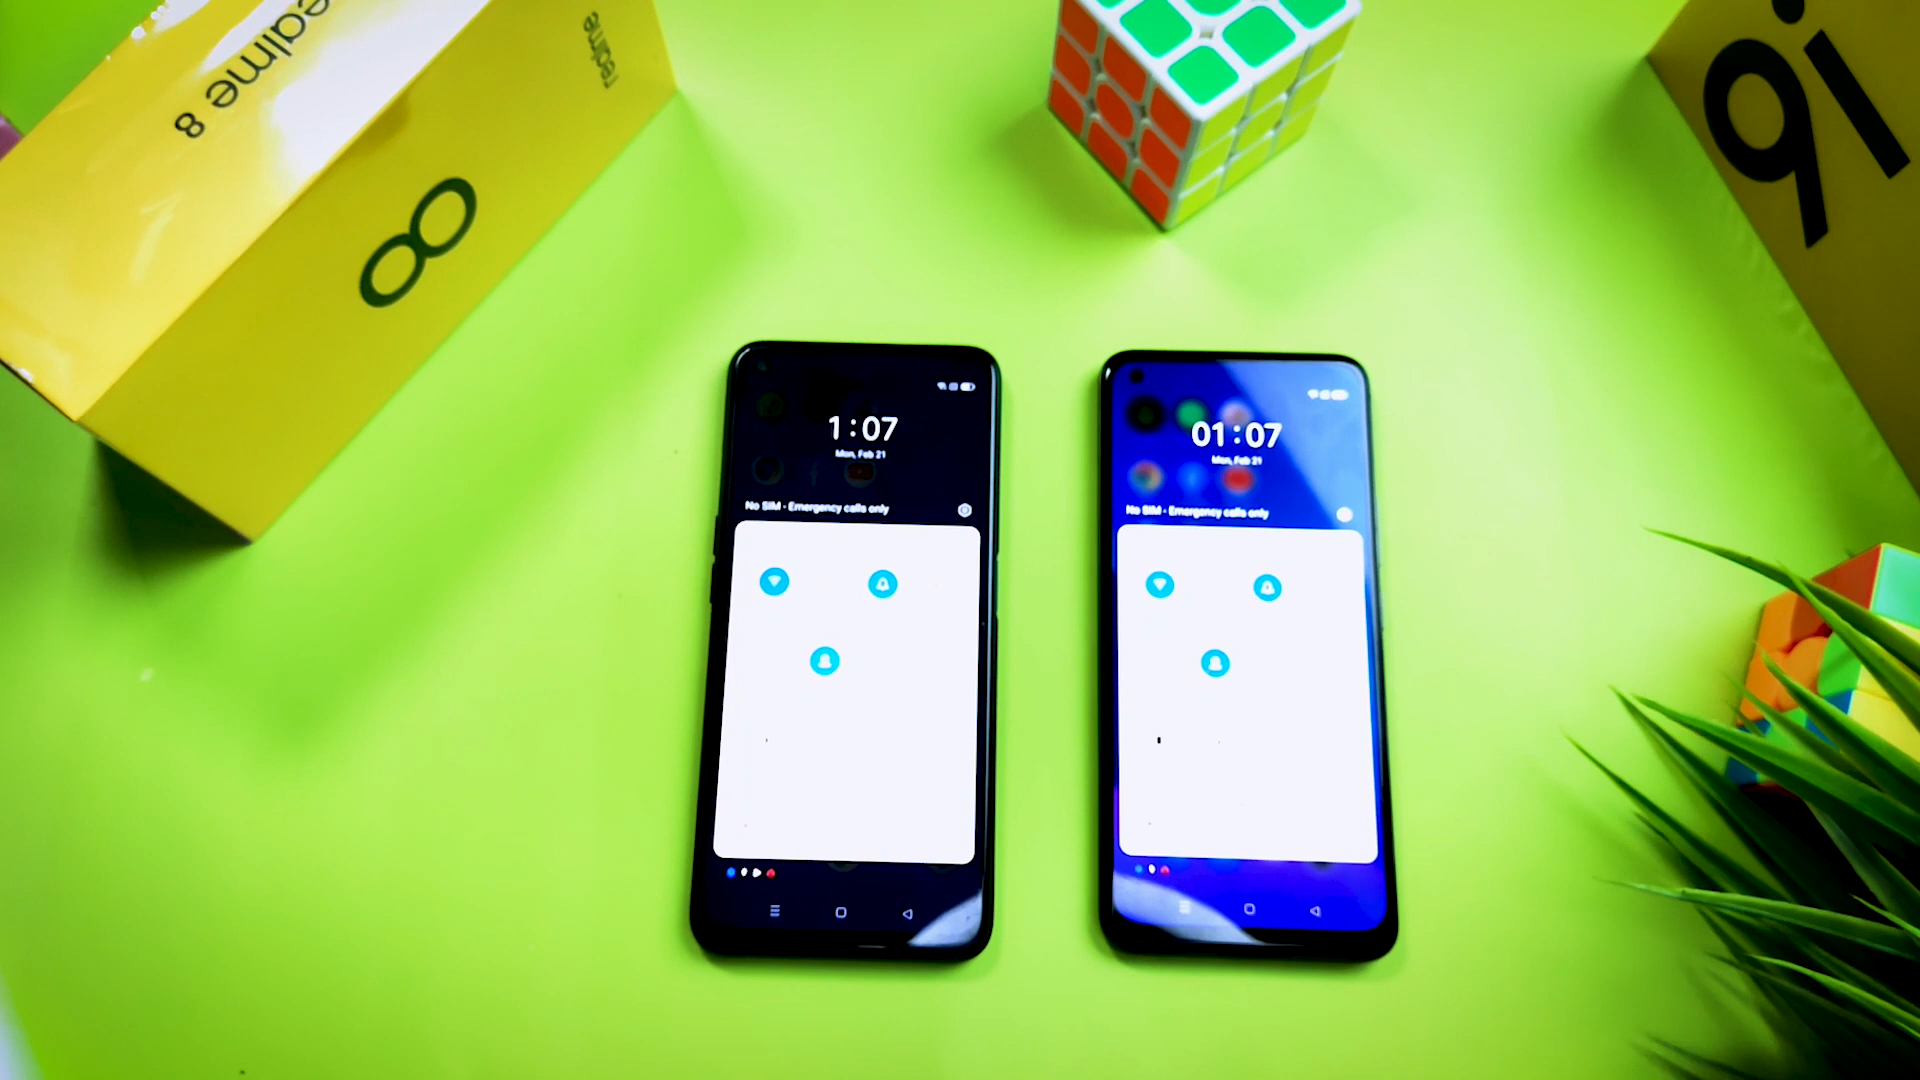 realme 8
realme
8
9i
1:07
Mon, Feb 21
No SIM · Emergency calls only
01:07
Mon, Feb 21
No SIM · Emergency calls only